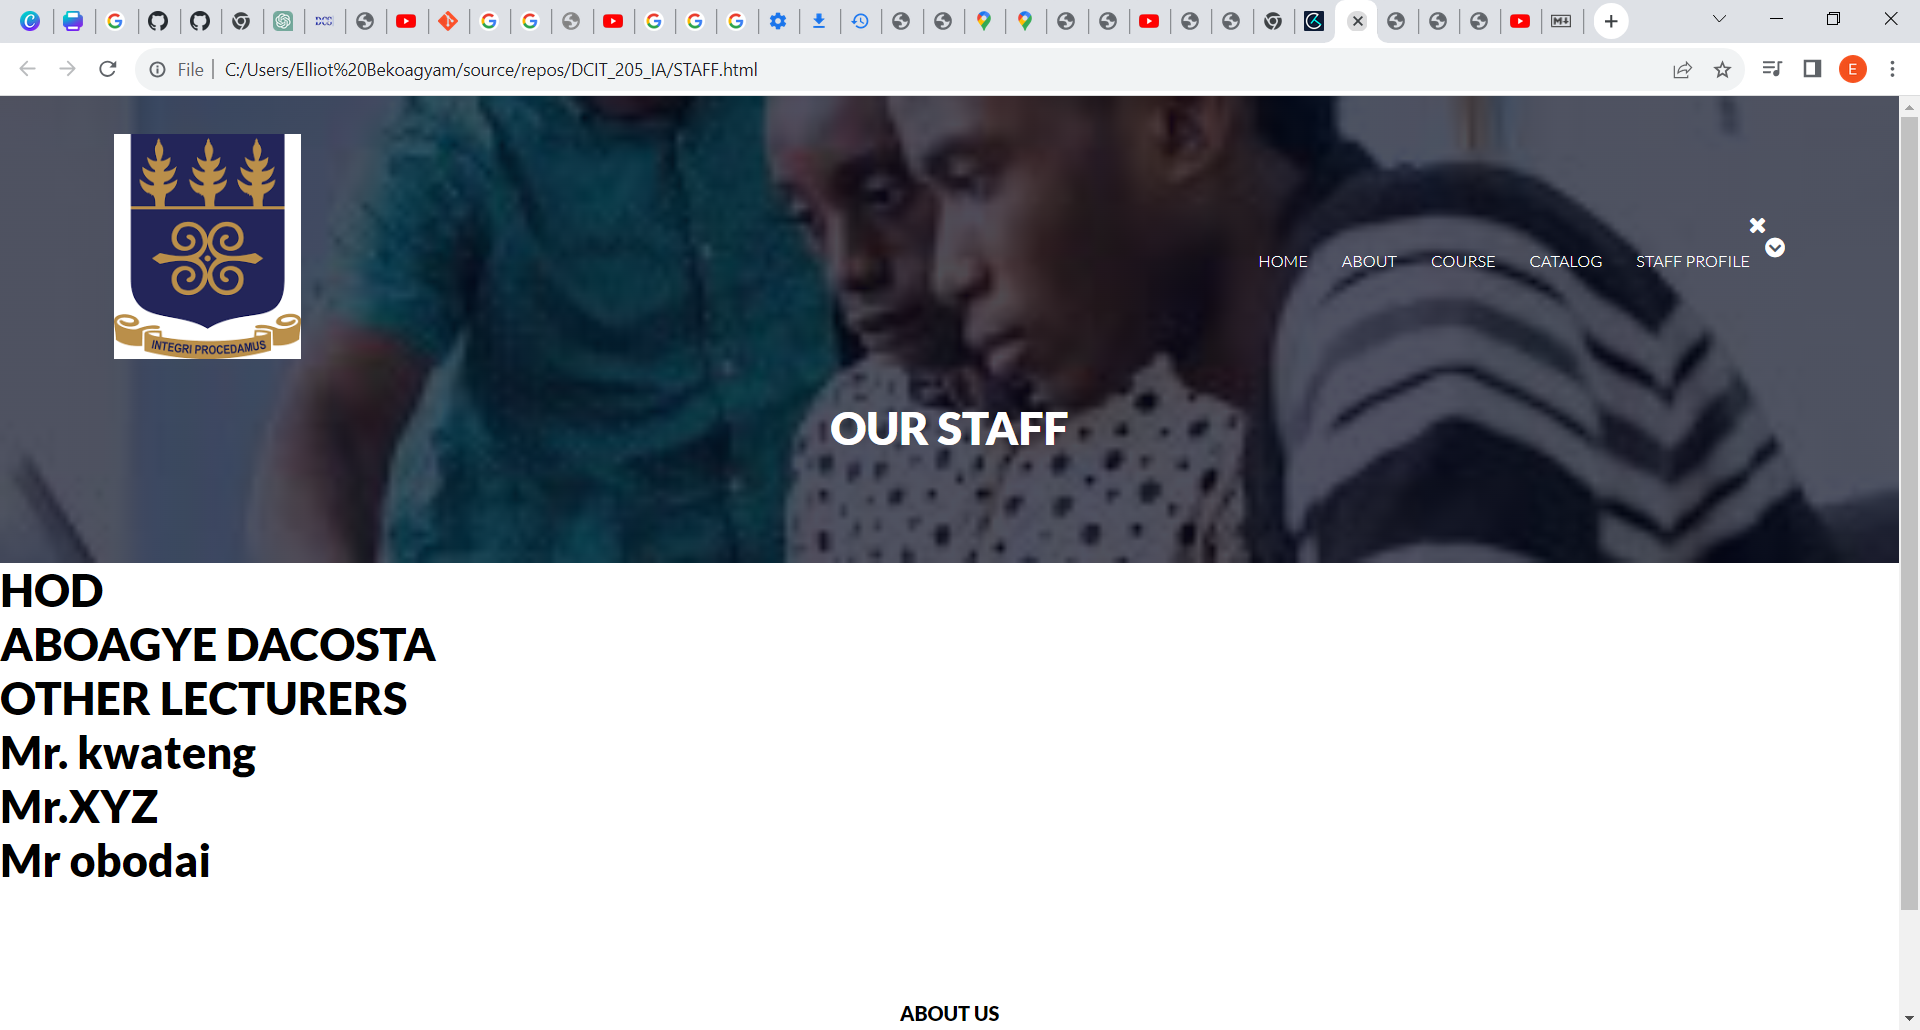 File
C:/Users/Elliot%20Bekoagyam/source/repos/DCIT_205_IA/STAFF.html
E
INTEGRI PROCEDAMUS
HOME ABOUT COURSE CATALOG STAFF PROFILE
OUR STAFF
HOD
ABOAGYE DACOSTA
OTHER LECTURERS
Mr. kwateng
Mr.XYZ
Mr obodai
ABOUT US